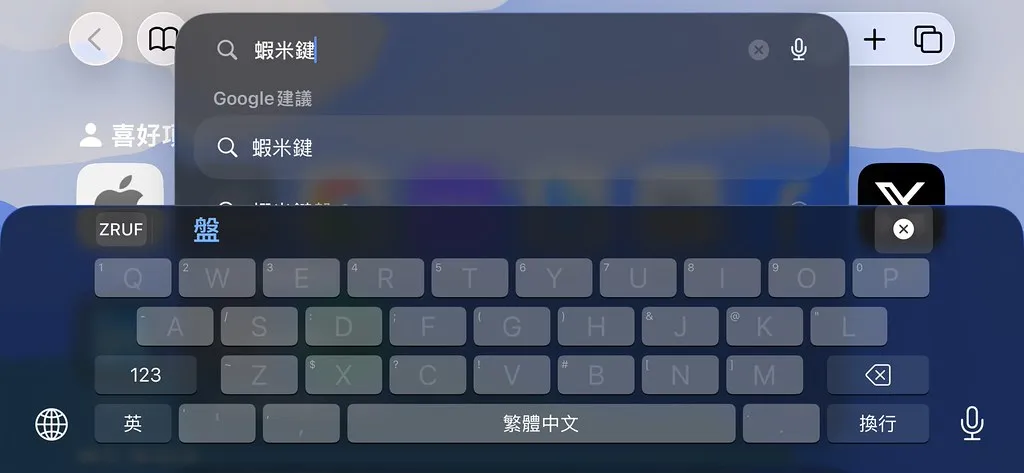 蝦米鍵
Google建議
喜好項
蝦米鍵
ZRUF 盤
1 Q 2 W 3 E 4 R 5 T 6 Y 7 U 8 I 9 O 0 P
- A / S : D ; F ( G ) H & J @ K " L
123 ~ Z $ X ? C ! V # B [ N ] M
英 繁體中文 換行